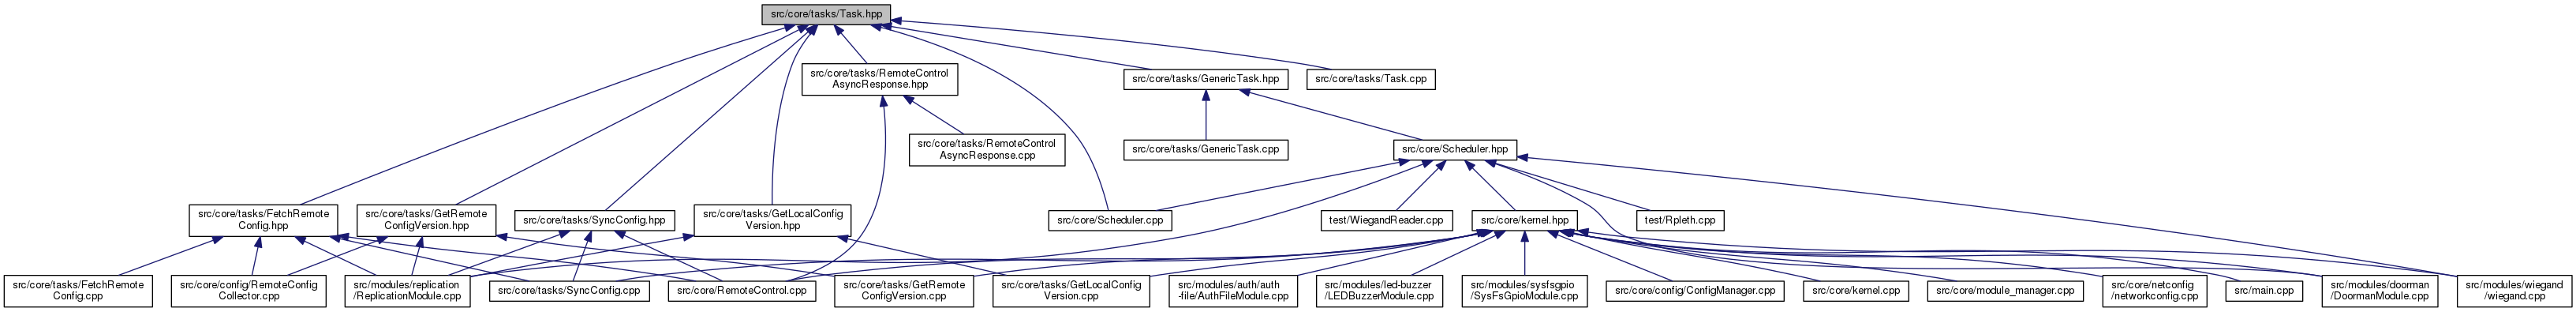 src/core/tasks/Task.hpp
src/core/tasks/RemoteControl
AsyncResponse.hpp
src/core/tasks/GenericTask.hpp
src/core/tasks/Task.cpp
src/core/tasks/RemoteControl
AsyncResponse.cpp
src/core/tasks/GenericTask.cpp
src/core/Scheduler.hpp
src/core/tasks/FetchRemote
Config.hpp
src/core/tasks/GetRemote
ConfigVersion.hpp
src/core/tasks/SyncConfig.hpp
src/core/tasks/GetLocalConfig
Version.hpp
src/core/Scheduler.cpp
test/WiegandReader.cpp
src/core/kernel.hpp
test/Rpleth.cpp
src/core/tasks/FetchRemote
Config.cpp
src/core/config/RemoteConfig
Collector.cpp
src/modules/replication
/ReplicationModule.cpp
src/core/tasks/SyncConfig.cpp
src/core/RemoteControl.cpp
src/core/tasks/GetRemote
ConfigVersion.cpp
src/core/tasks/GetLocalConfig
Version.cpp
src/modules/auth/auth
-file/AuthFileModule.cpp
src/modules/led-buzzer
/LEDBuzzerModule.cpp
src/modules/sysfsgpio
/SysFsGpioModule.cpp
src/core/config/ConfigManager.cpp
src/core/kernel.cpp
src/core/module_manager.cpp
src/core/netconfig
/networkconfig.cpp
src/main.cpp
src/modules/doorman
/DoormanModule.cpp
src/modules/wiegand
/wiegand.cpp